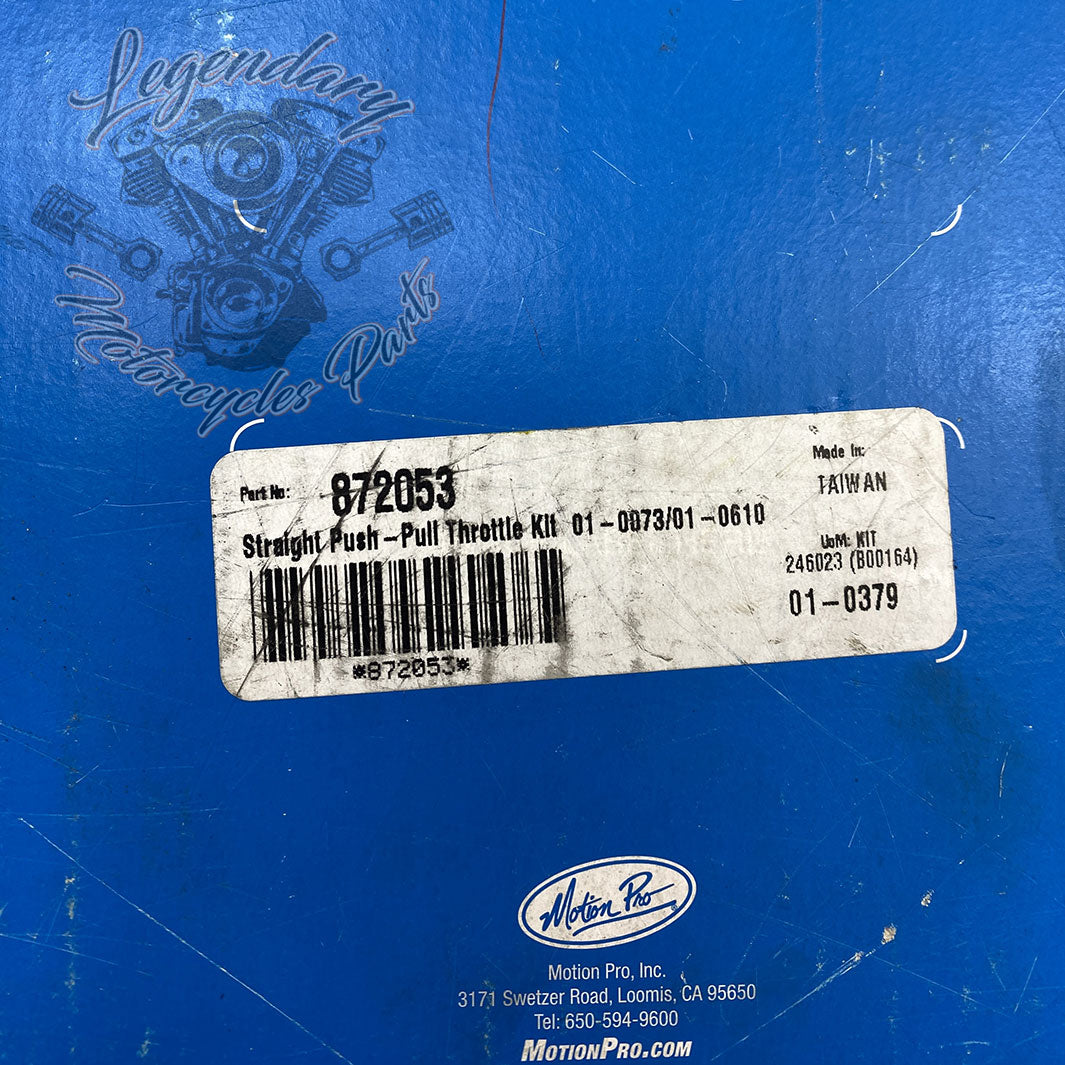 Legendary
Motorcycles Parts
Part No: 872053
Made In:
TAIWAN
Straight Push-Pull Throttle Kit 01-0073/01-0610
UoM: KIT
246023 (B00164)
01-0379
*872053*
Motion Pro®
Motion Pro, Inc.
3171 Swetzer Road, Loomis, CA 95650
Tel: 650-594-9600
MOTIONPRO.COM